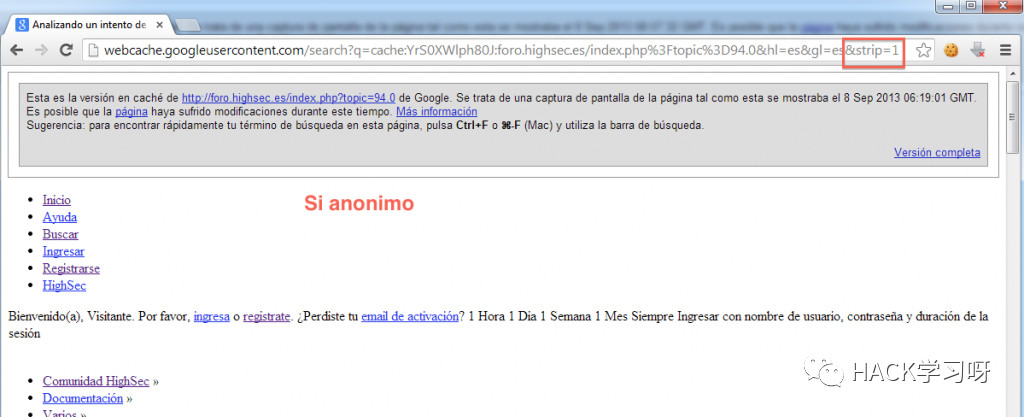 Analizando un intento de
webcache.googleusercontent.com/search?q=cache:YrS0XWlph80J:foro.highsec.es/index.php%3Ftopic%3D94.0&hl=es&gl=es&strip=1
Esta es la versión en caché de http://foro.highsec.es/index.php?topic=94.0 de Google. Se trata de una captura de pantalla de la página tal como esta se mostraba el 8 Sep 2013 06:19:01 GMT.
Es posible que la página haya sufrido modificaciones durante este tiempo. Más información
Sugerencia: para encontrar rápidamente tu término de búsqueda en esta página, pulsa Ctrl+F o ⌘-F (Mac) y utiliza la barra de búsqueda.
Versión completa
Si anonimo
Inicio
Ayuda
Buscar
Ingresar
Registrarse
HighSec
Bienvenido(a), Visitante. Por favor, ingresa o regístrate. ¿Perdiste tu email de activación? 1 Hora 1 Dia 1 Semana 1 Mes Siempre Ingresar con nombre de usuario, contraseña y duración de la
sesión
Comunidad HighSec »
Documentación »
Varios »
HACK学习呀